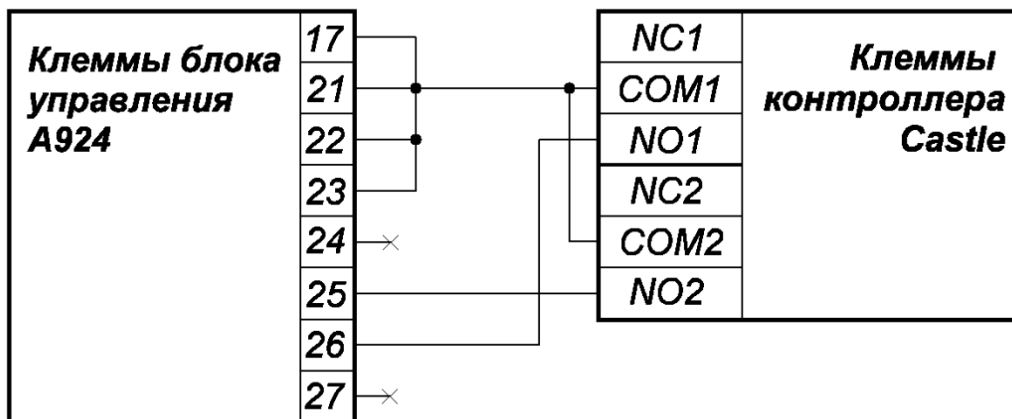 Клеммы блока
управления
А924
17
21
22
23
24
25
26
27
NC1
COM1
NO1
NC2
COM2
NO2
Клеммы
контроллера
Castle